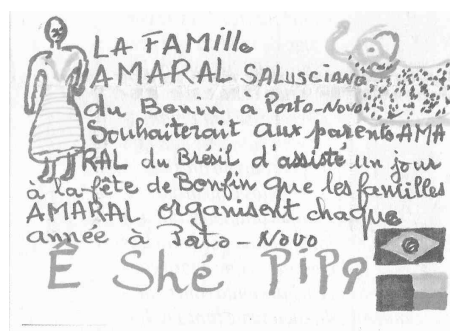 LA FAMille
AMARAL SALUSCIANO
du Benin a Porto-Novo
Souhaiterait aux parents AMA
RAL du Brésil d'assisté un jour
à la fête de Bonfin que les familles
AMARAL organisent chaque
année à Porto-Novo
Ê Shé PiPo